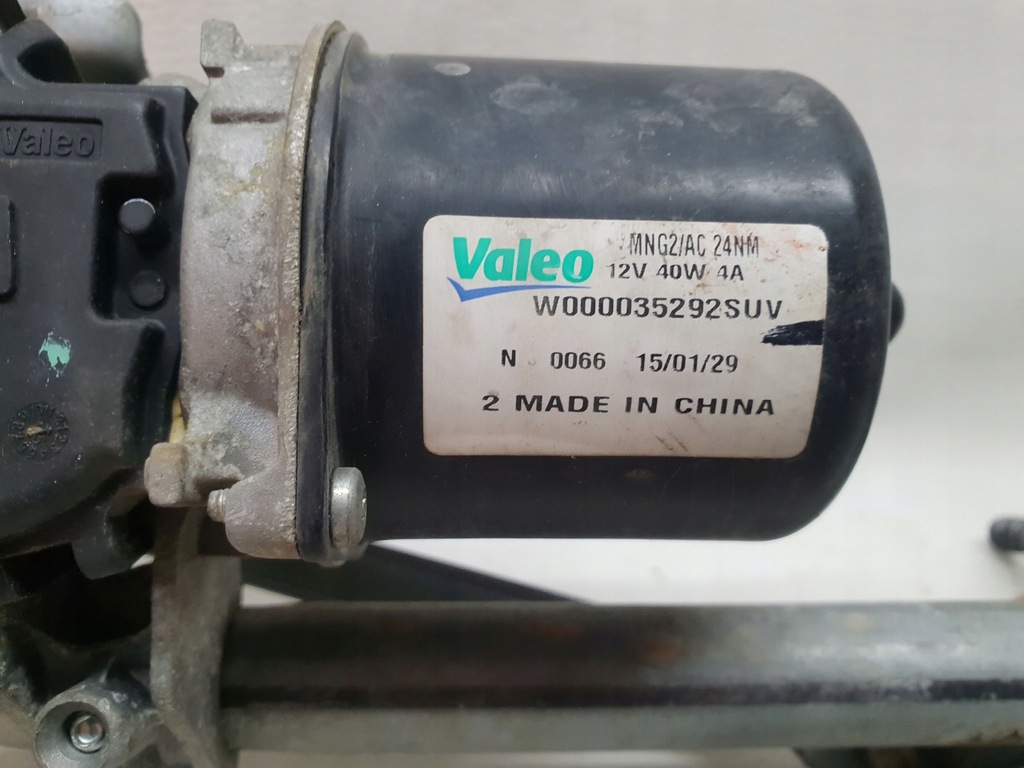 Valeo
Valeo MNG2/AC 24NM
12V 40W 4A
W000035292SUV
N 0066 15/01/29
2 MADE IN CHINA